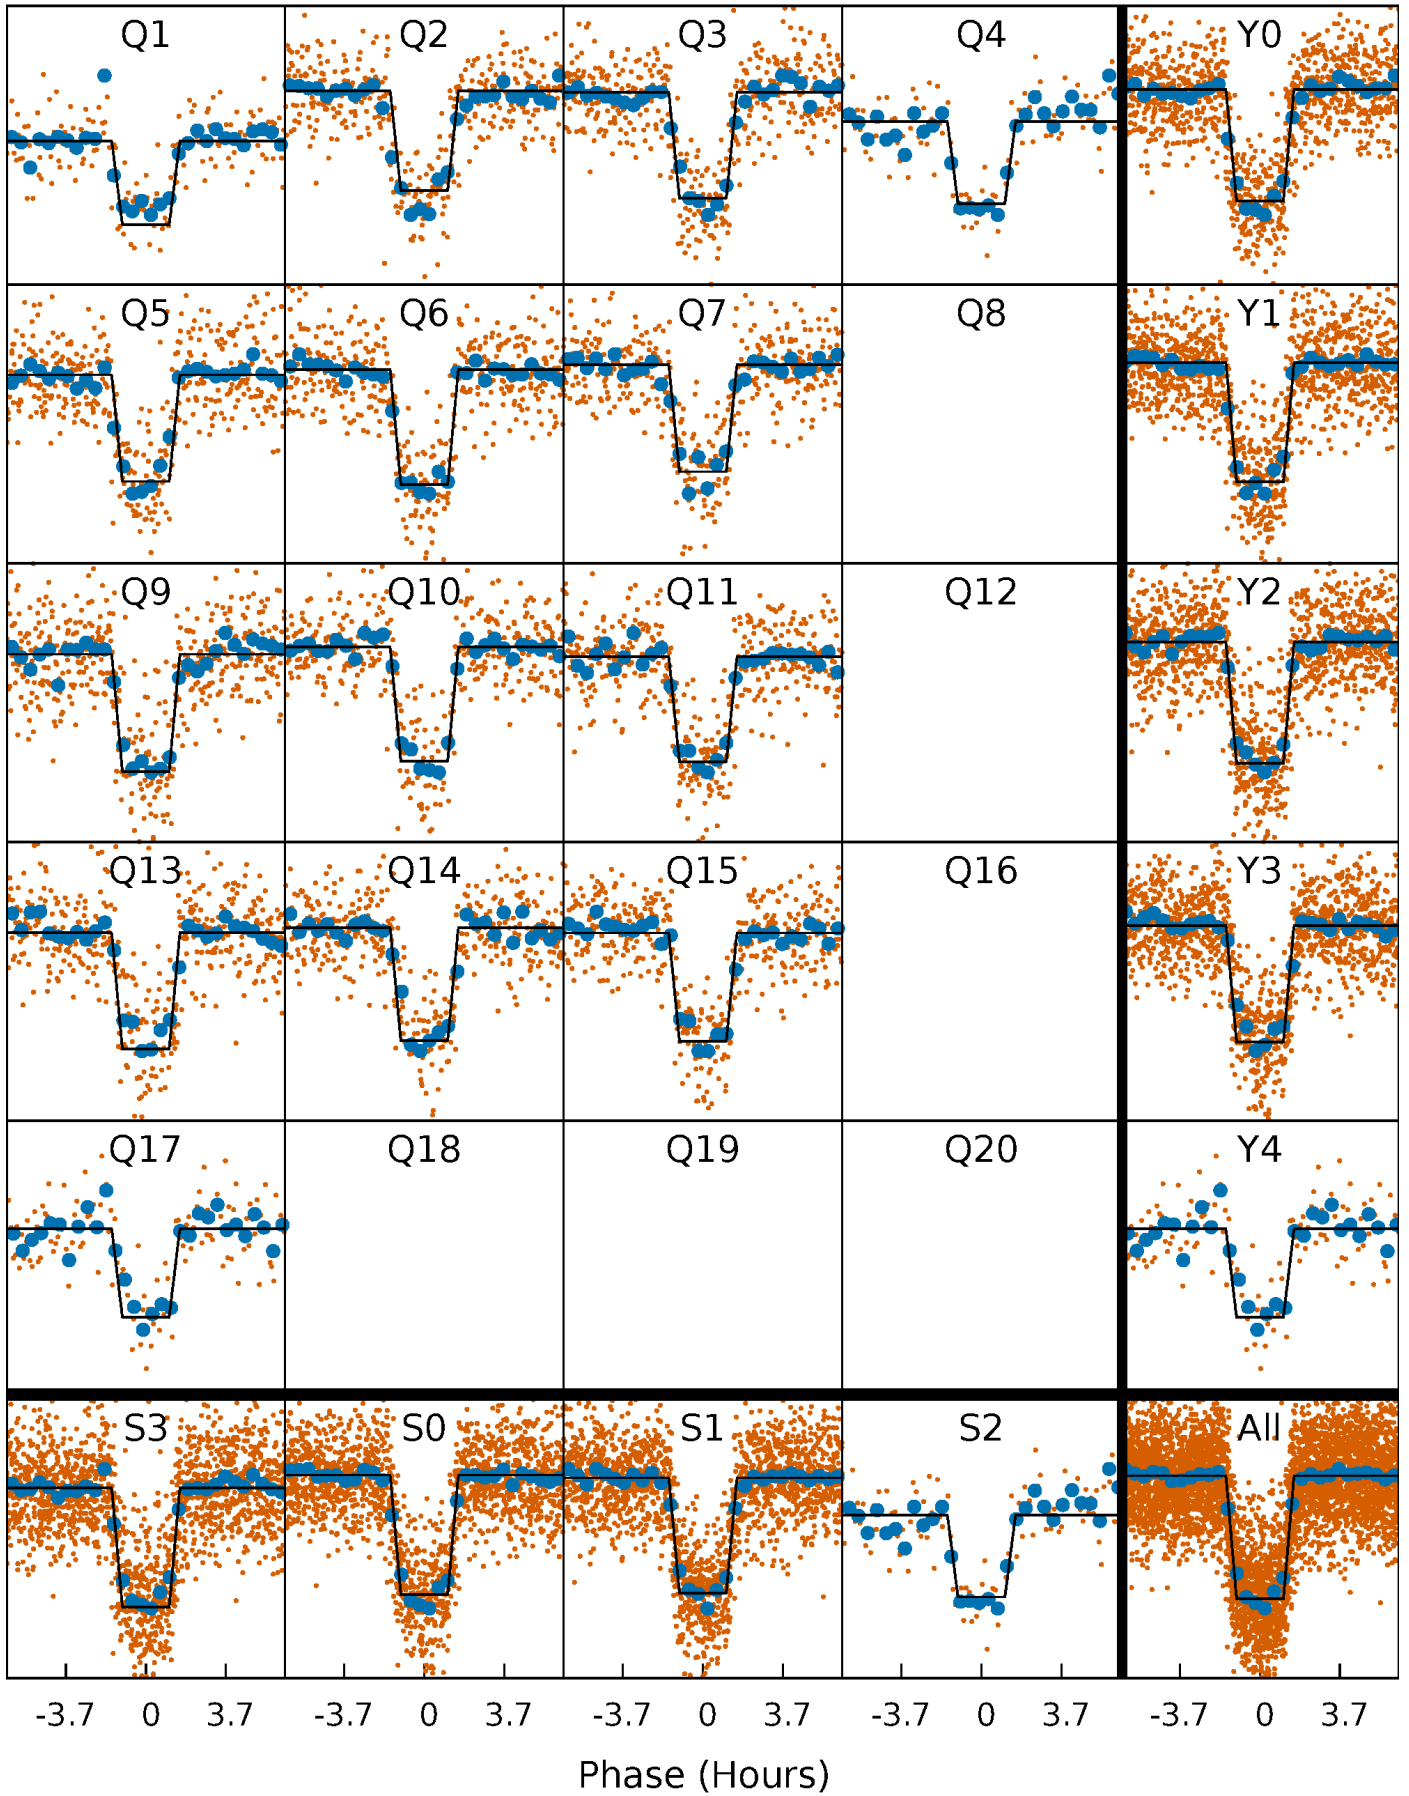 Q1 Q2 Q3 Q4 Y0
Q5 Q6 Q7 Q8 Y1
Q9 Q10 Q11 Q12 Y2
Q13 Q14 Q15 Q16 Y3
Q17 Q18 Q19 Q20 Y4
S3 S0 S1 S2 All
-3.7 0 3.7 -3.7 0 3.7 -3.7 0 3.7 -3.7 0 3.7 -3.7 0 3.7
Phase (Hours)